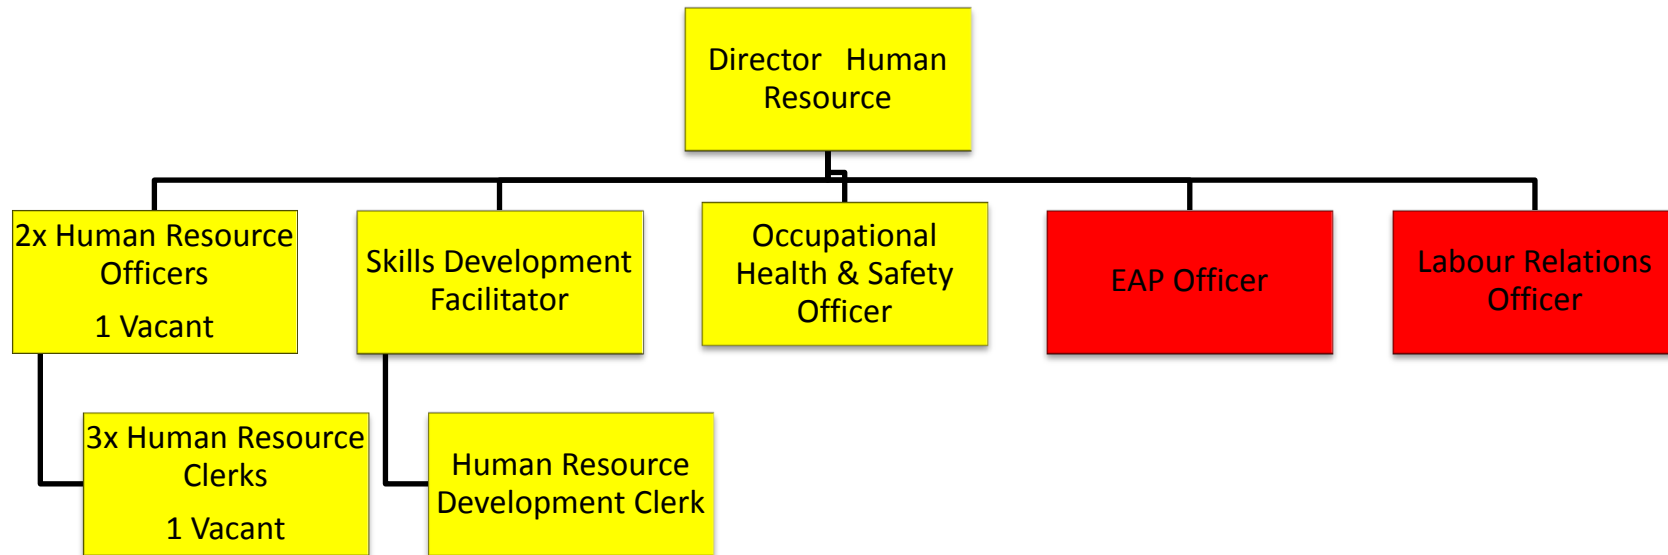 Director   Human
Resource
2x Human Resource
Officers
1 Vacant
Skills Development
Facilitator
Occupational
Health & Safety
Officer
EAP Officer
Labour Relations
Officer
3x Human Resource
Clerks
1 Vacant
Human Resource
Development Clerk